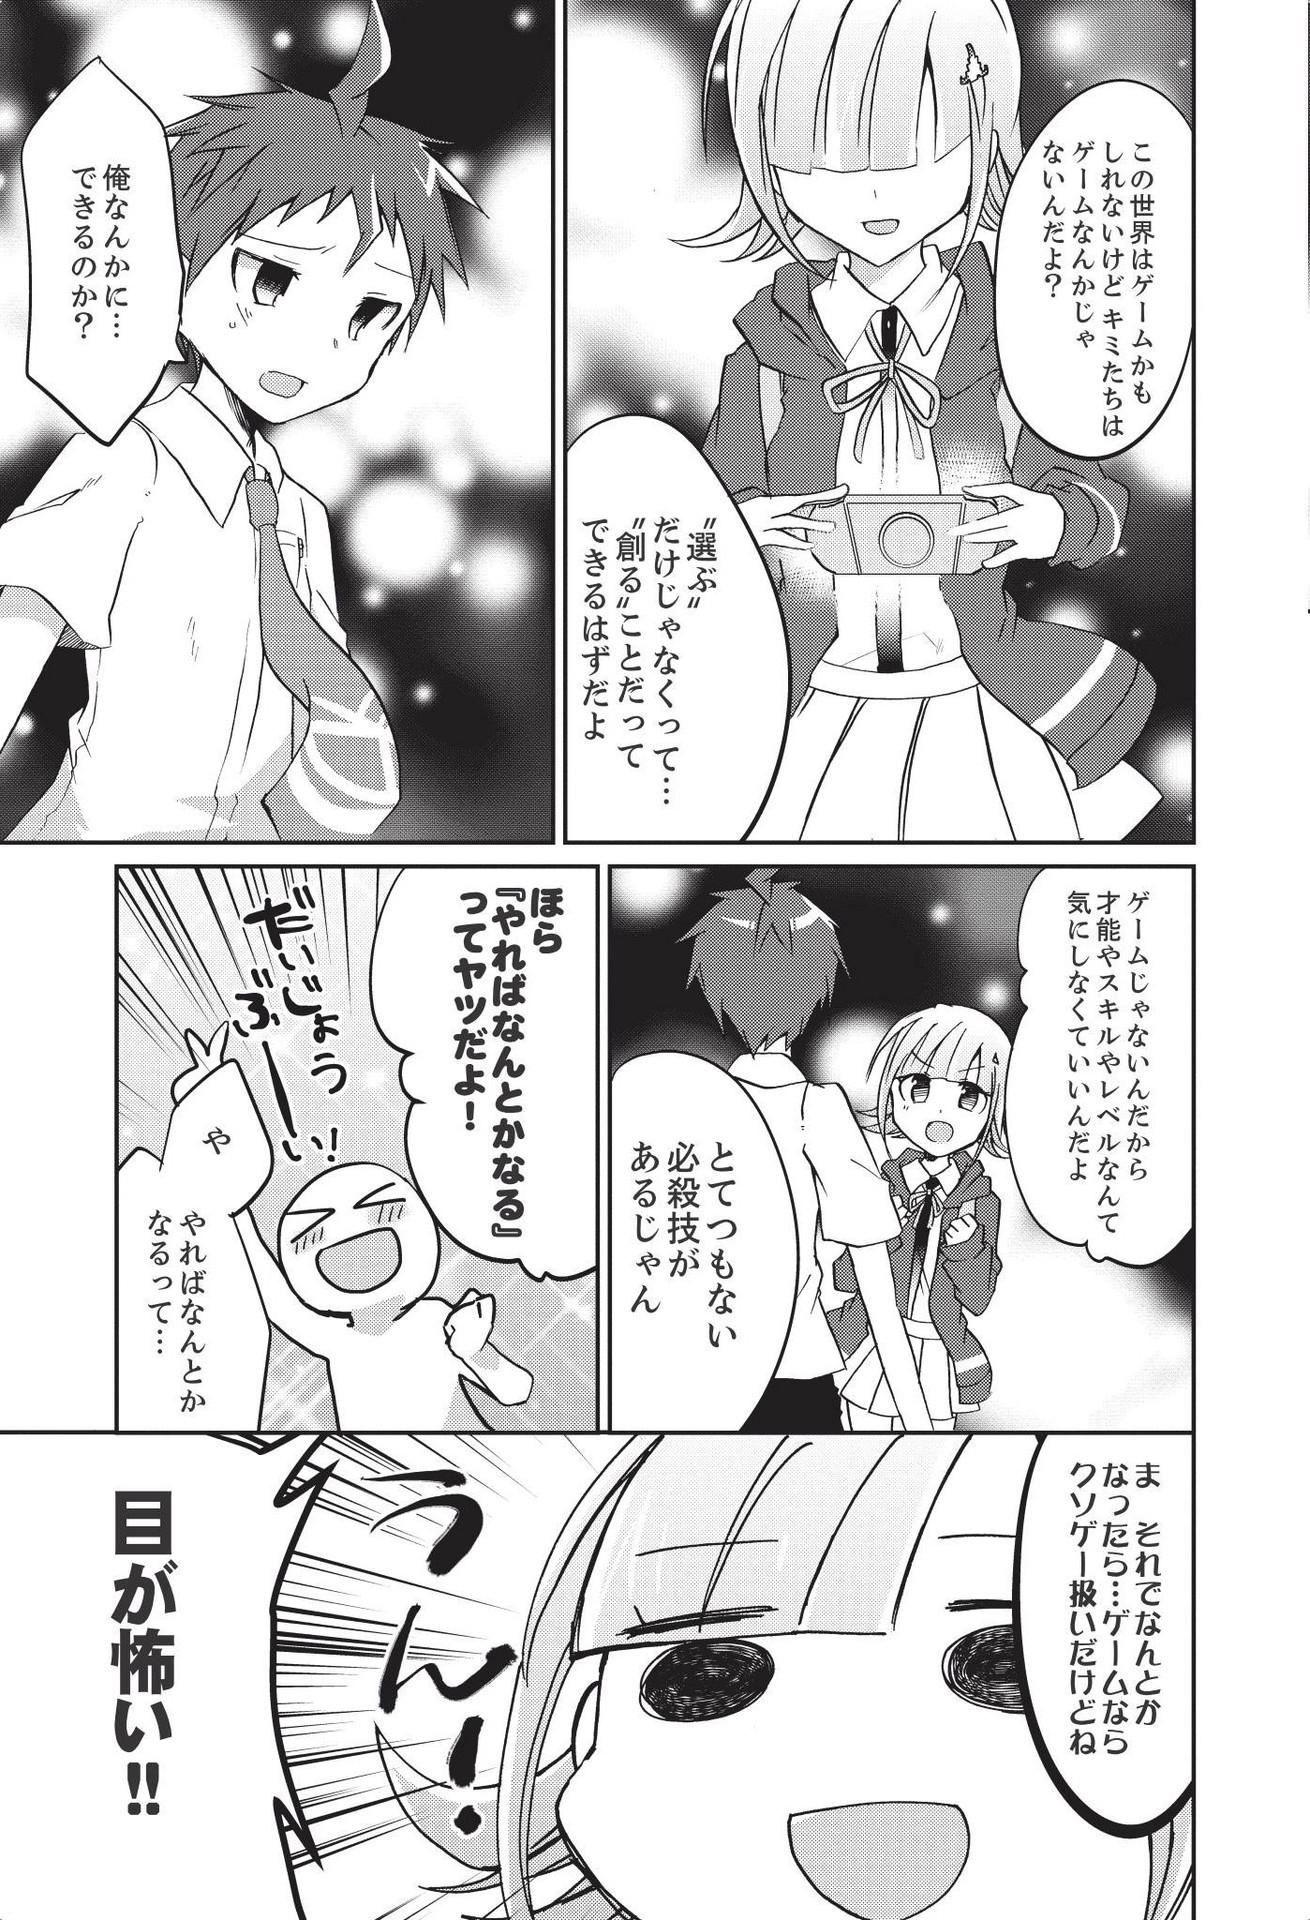 この世界はゲームかも
しれないけど キミたちは
ゲームなんかじゃ
ないんだよ？
〝選ぶ〟
だけじゃなくって…
〝創る〟ことだって
できるはずだよ
俺なんかに…
できるのか？
ゲームじゃないんだから
才能やスキルやレベルなんて
気にしなくていいんだよ
とてつもない
必殺技が
あるじゃん
ほら
『やればなんとかなる』
ってヤツだよ！
だいじょう
ぶーい！
や
やればなんとか
なるって…
ま それでなんとか
なったら…ゲームなら
クソゲー扱いだけどね
うん！
目が怖い!!